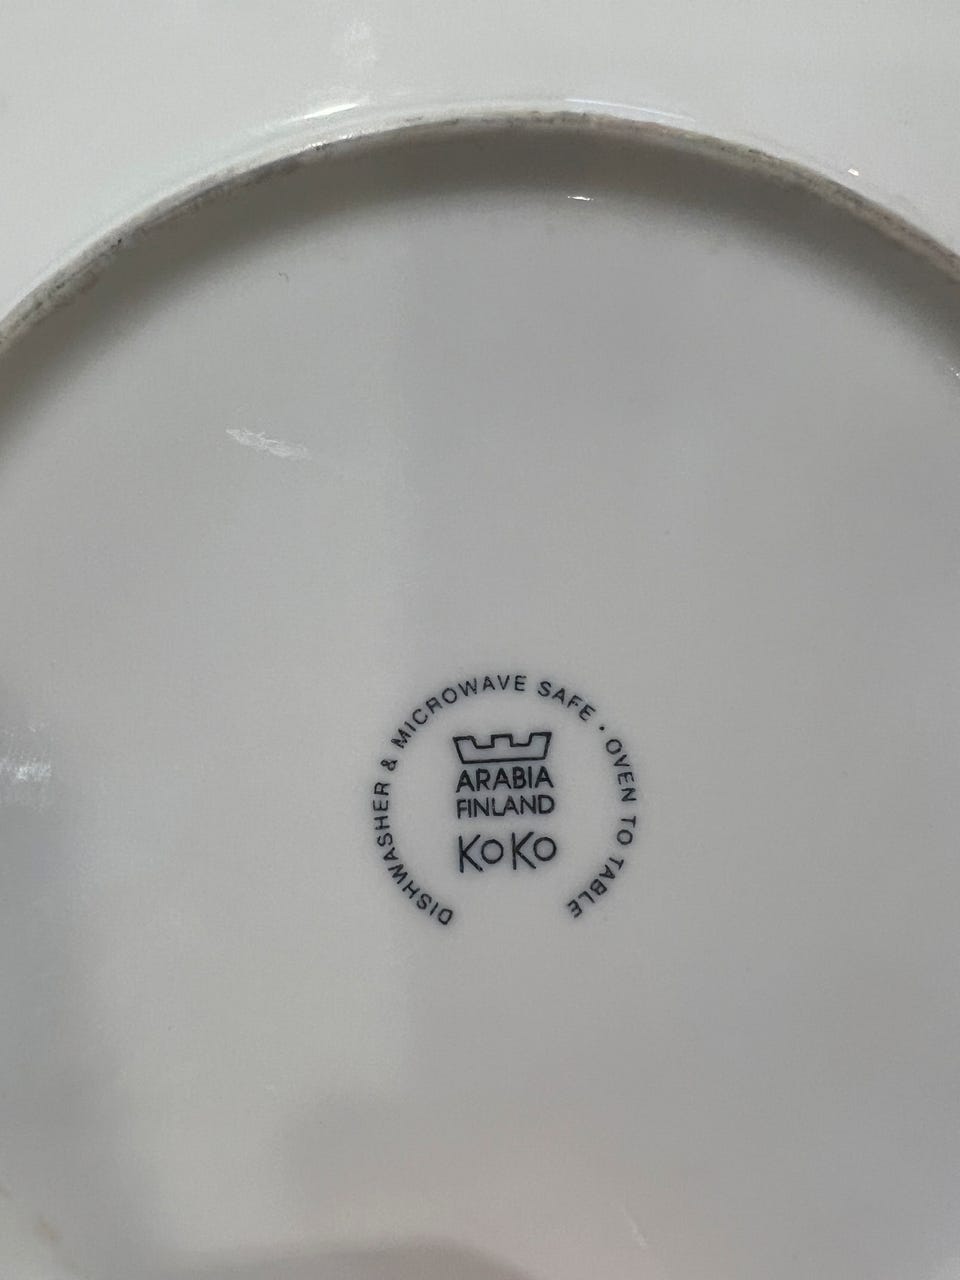 DISHWASHER & MICROWAVE SAFE · OVEN TO TABLE
ARABIA
FINLAND
KoKo